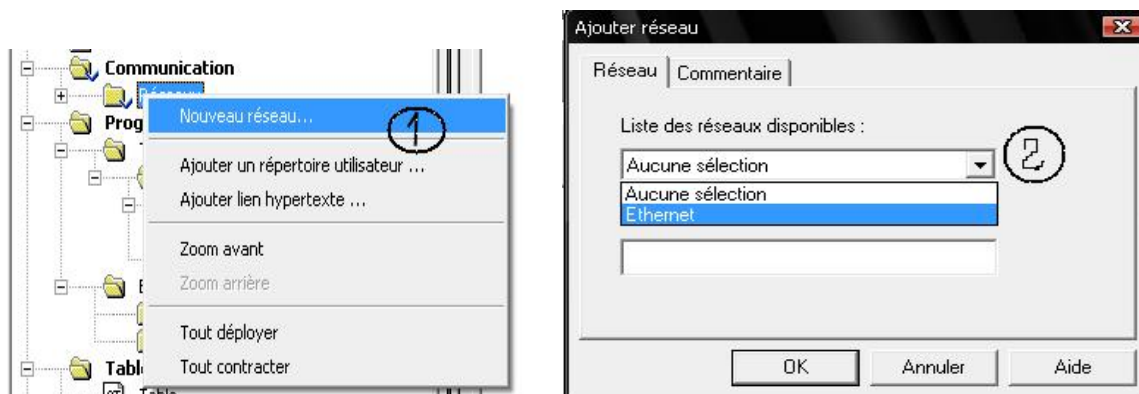 Communication
Nouveau réseau...
Prog
Ajouter un répertoire utilisateur ...
Ajouter lien hypertexte ...
Zoom avant
Zoom arrière
Tout déployer
Tout contracter
Tabl
Table
1
Ajouter réseau
Réseau
Commentaire
Liste des réseaux disponibles :
Aucune sélection
Aucune sélection
Ethernet
2
OK
Annuler
Aide